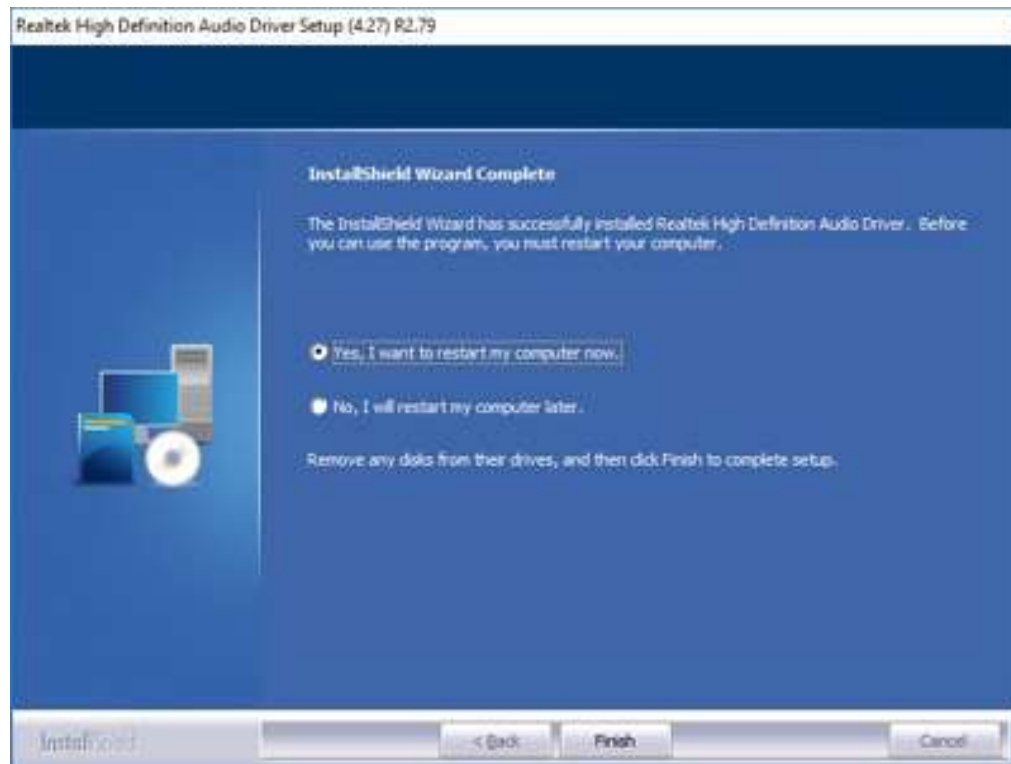 Realtek High Definition Audio Driver Setup (4.27) R2.79
InstallShield Wizard Complete
The InstallShield Wizard has successfully installed Realtek High Definition Audio Driver. Before
you can use the program, you must restart your computer.
Yes, I want to restart my computer now.
No, I will restart my computer later.
Remove any disks from their drives, and then click Finish to complete setup.
InstallShield
< Back
Finish
Cancel